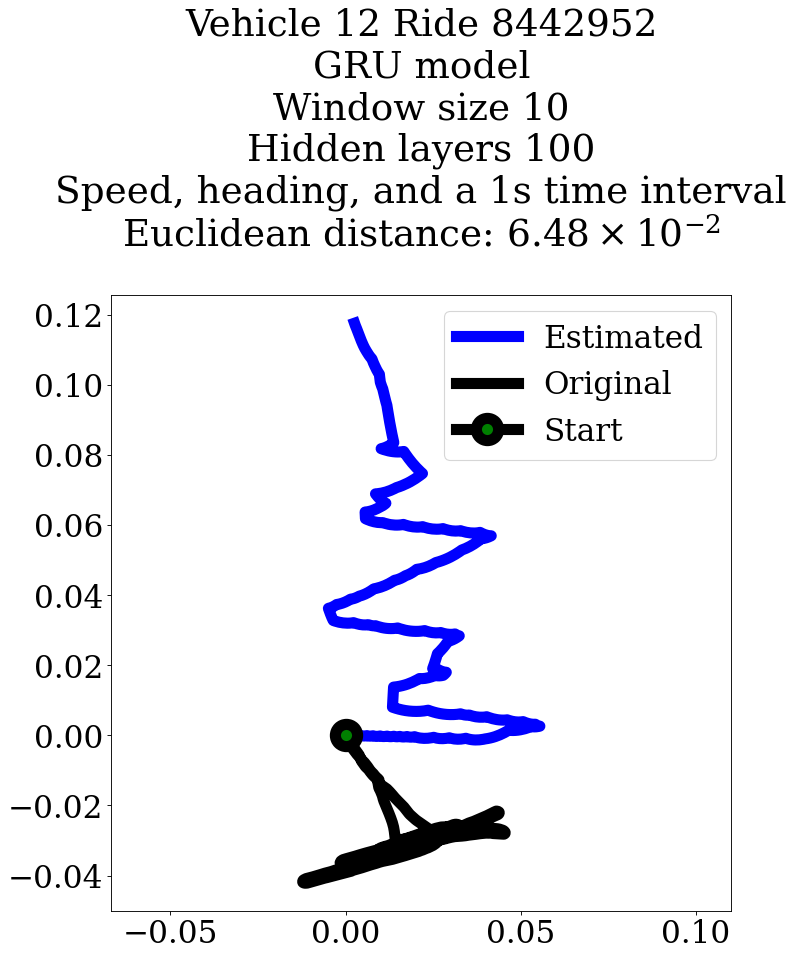 Vehicle 12 Ride 8442952
GRU model
Window size 10
Hidden layers 100
Speed, heading, and a 1s time interval
Euclidean distance: 6.48 × 10⁻²
Estimated
Original
Start
0.12
0.10
0.08
0.06
0.04
0.02
0.00
−0.02
−0.04
−0.05 0.00 0.05 0.10